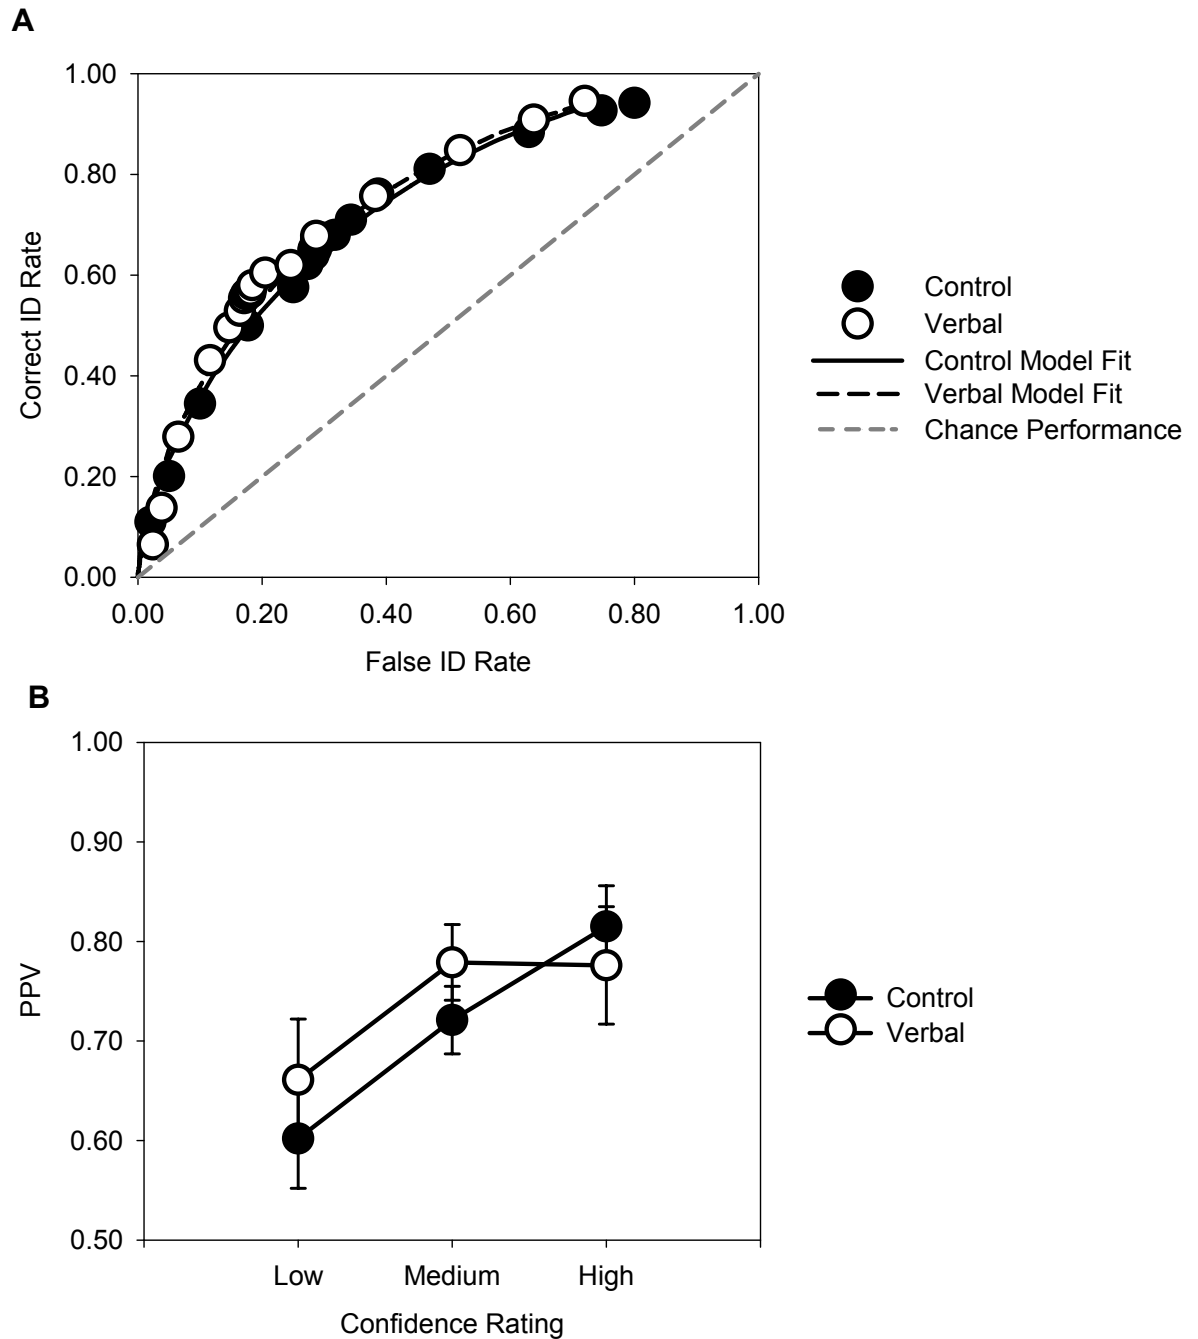 A
1.00
0.80
0.60
0.40
0.20
0.00
Correct ID Rate
0.00 0.20 0.40 0.60 0.80 1.00
False ID Rate
Control
Verbal
Control Model Fit
Verbal Model Fit
Chance Performance
B
1.00
0.90
0.80
0.70
0.60
0.50
PPV
Low Medium High
Confidence Rating
Control
Verbal